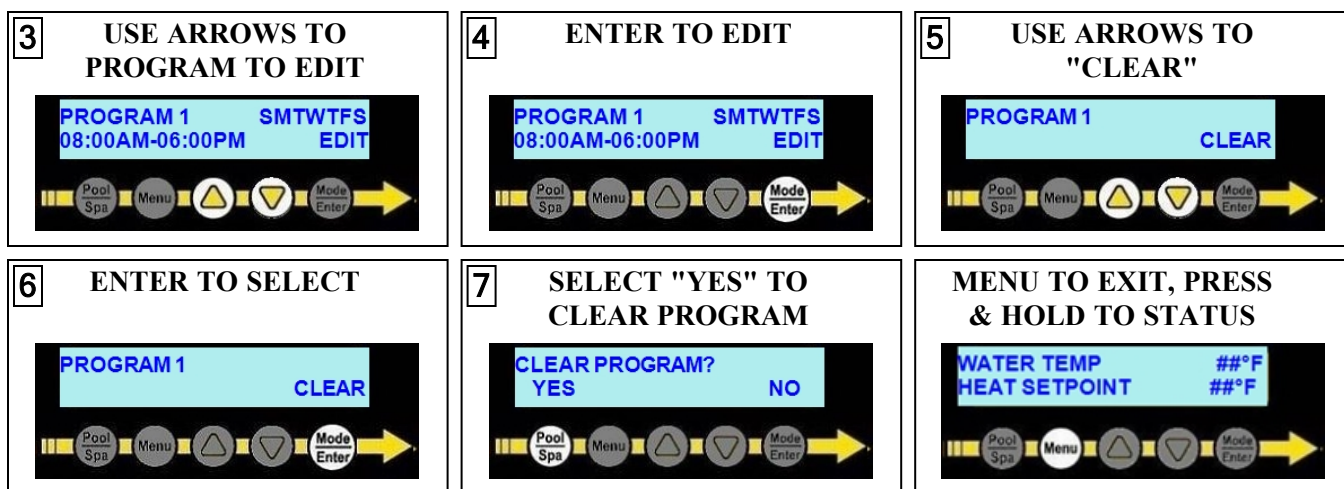 3
USE ARROWS TO
PROGRAM TO EDIT
PROGRAM 1 SMTWTFS
08:00AM-06:00PM EDIT
Pool
Spa
Menu
Mode
Enter
4
ENTER TO EDIT
PROGRAM 1 SMTWTFS
08:00AM-06:00PM EDIT
Pool
Spa
Menu
Mode
Enter
5
USE ARROWS TO
"CLEAR"
PROGRAM 1
CLEAR
Pool
Spa
Menu
Mode
Enter
6
ENTER TO SELECT
PROGRAM 1
CLEAR
Pool
Spa
Menu
Mode
Enter
7
SELECT "YES" TO
CLEAR PROGRAM
CLEAR PROGRAM?
YES NO
Pool
Spa
Menu
Mode
Enter
MENU TO EXIT, PRESS
& HOLD TO STATUS
WATER TEMP ##°F
HEAT SETPOINT ##°F
Pool
Spa
Menu
Mode
Enter